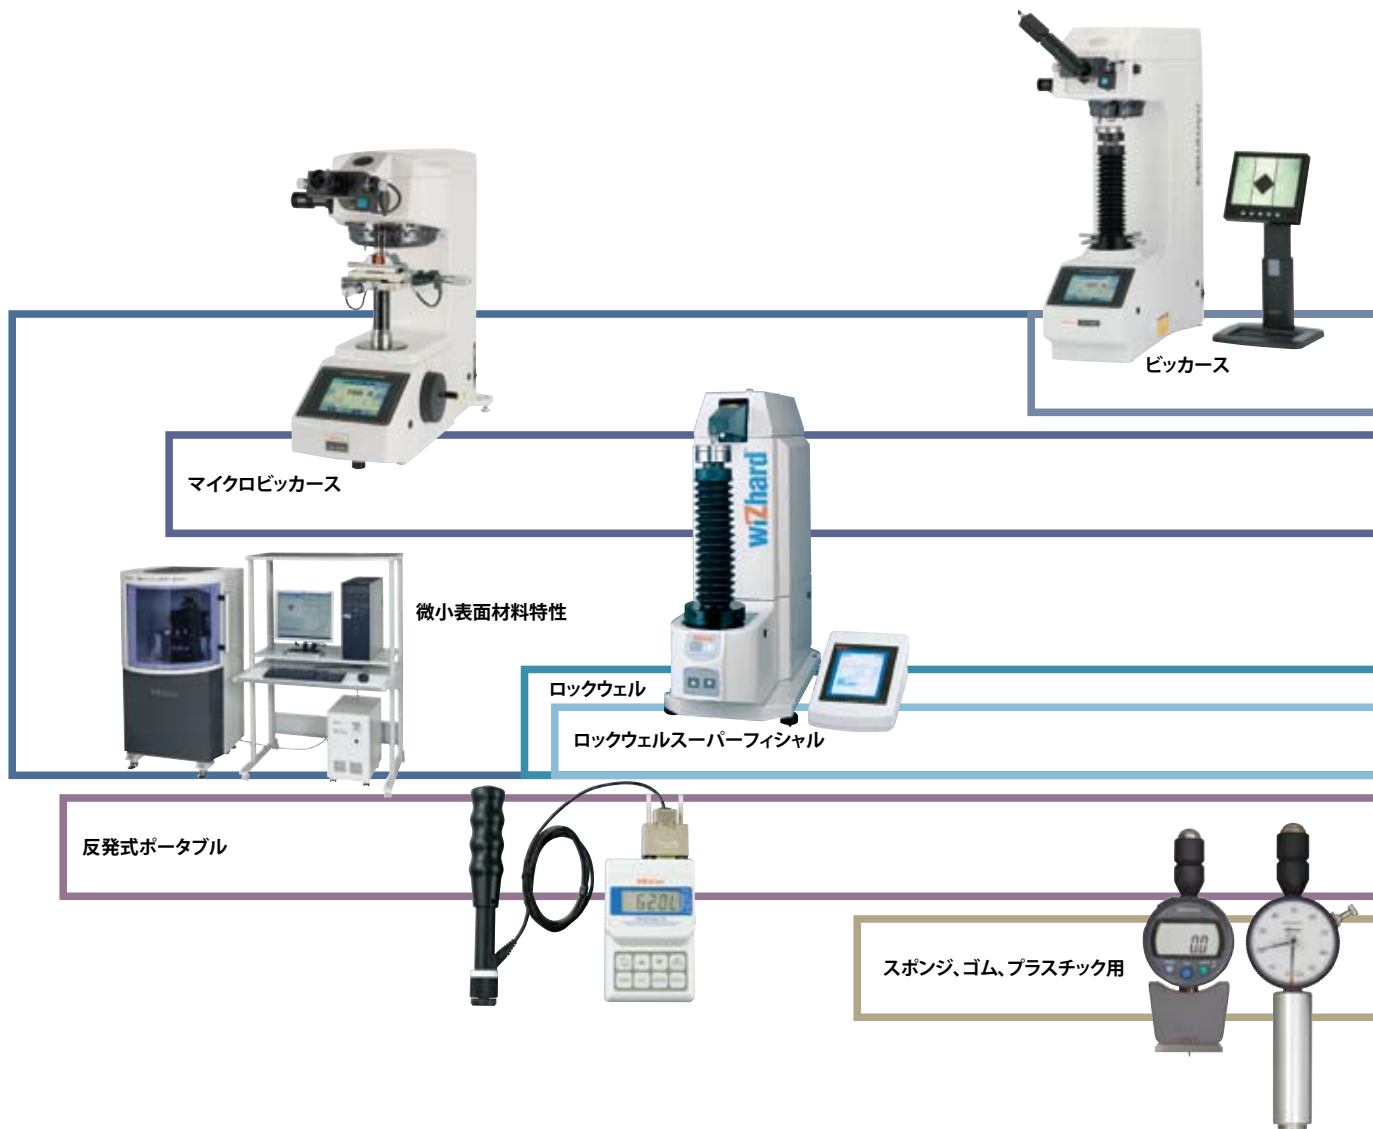 ビッカース
マイクロビッカース
wiZhard
微小表面材料特性
ロックウェル
ロックウェルスーパーフィシャル
反発式ポータブル
62.0L
スポンジ、ゴム、プラスチック用
0.0